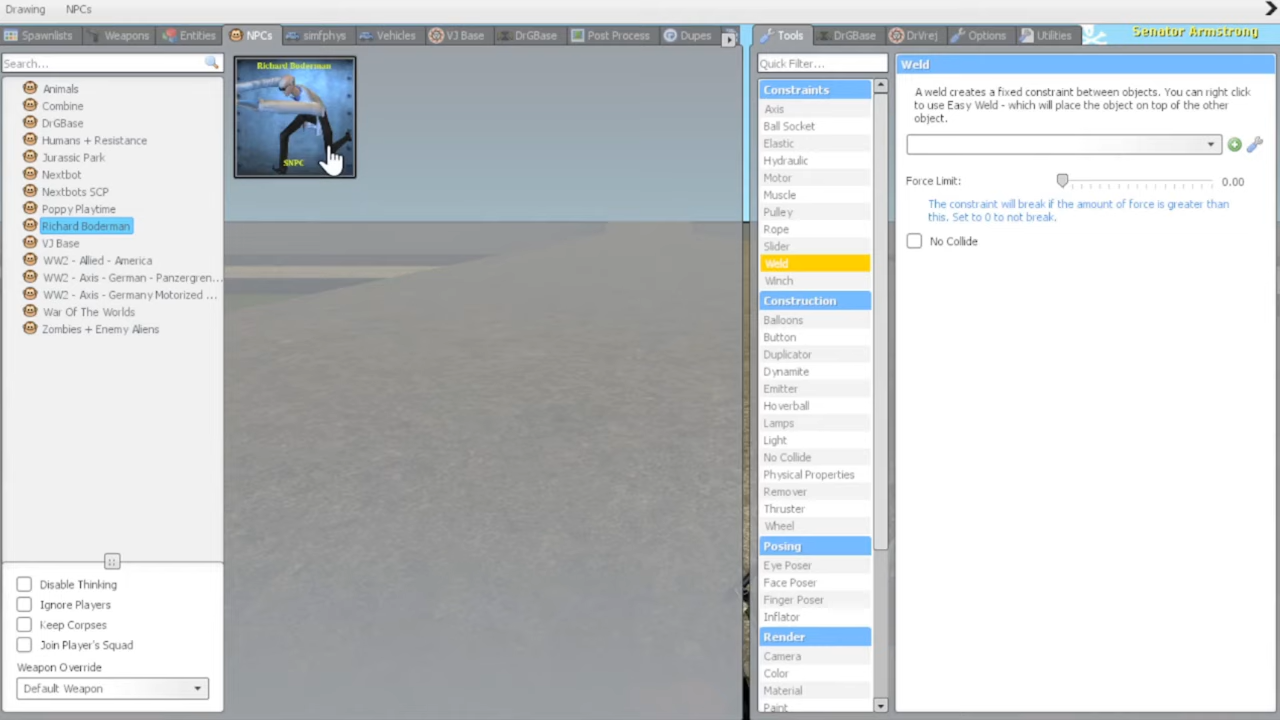 Drawing NPCs
Spawnlists Weapons Entities NPCs simfphys Vehicles VJ Base DrGBase Post Process Dupes
Search...
Animals
Combine
DrGBase
Humans + Resistance
Jurassic Park
Nextbot
Nextbots SCP
Poppy Playtime
Richard Boderman
VJ Base
WW2 - Allied - America
WW2 - Axis - German - Panzergren...
WW2 - Axis - Germany Motorized ...
War Of The Worlds
Zombies + Enemy Aliens
Disable Thinking
Ignore Players
Keep Corpses
Join Player's Squad
Weapon Override
Default Weapon
Richard Boderman
SNPC
Tools DrGBase DrVrej Options Utilities
Senator Armstrong
Quick Filter...
Constraints
Axis
Ball Socket
Elastic
Hydraulic
Motor
Muscle
Pulley
Rope
Slider
Weld
Winch
Construction
Balloons
Button
Duplicator
Dynamite
Emitter
Hoverball
Lamps
Light
No Collide
Physical Properties
Remover
Thruster
Wheel
Posing
Eye Poser
Face Poser
Finger Poser
Inflator
Render
Camera
Color
Material
Paint
Weld
A weld creates a fixed constraint between objects. You can right click
to use Easy Weld - which will place the object on top of the other
object.
Force Limit: 0.00
The constraint will break if the amount of force is greater than
this. Set to 0 to not break.
No Collide